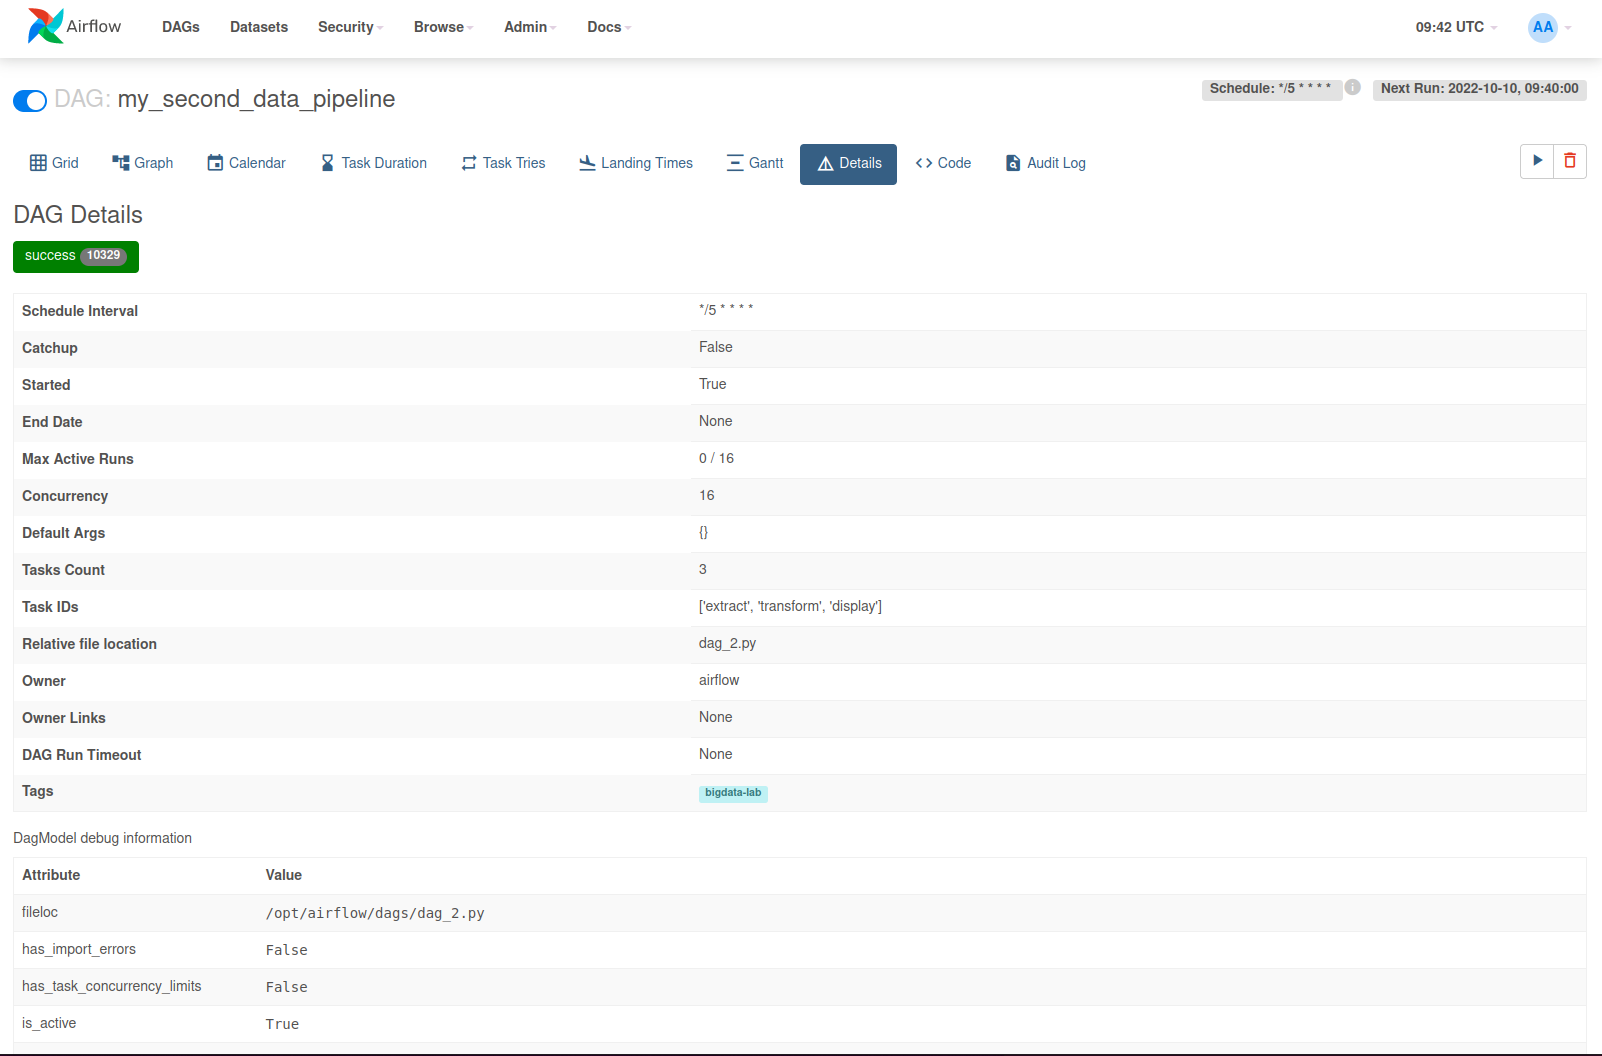 Airflow DAGs Datasets Security Browse Admin Docs 09:42 UTC AA
DAG: my_second_data_pipeline Schedule: */5 * * * * i Next Run: 2022-10-10, 09:40:00
Grid Graph Calendar Task Duration Task Tries Landing Times Gantt Details Code Audit Log
DAG Details
success 10329
Schedule Interval */5 * * * *
Catchup False
Started True
End Date None
Max Active Runs 0 / 16
Concurrency 16
Default Args {}
Tasks Count 3
Task IDs ['extract', 'transform', 'display']
Relative file location dag_2.py
Owner airflow
Owner Links None
DAG Run Timeout None
Tags bigdata-lab
DagModel debug information
Attribute Value
fileloc /opt/airflow/dags/dag_2.py
has_import_errors False
has_task_concurrency_limits False
is_active True